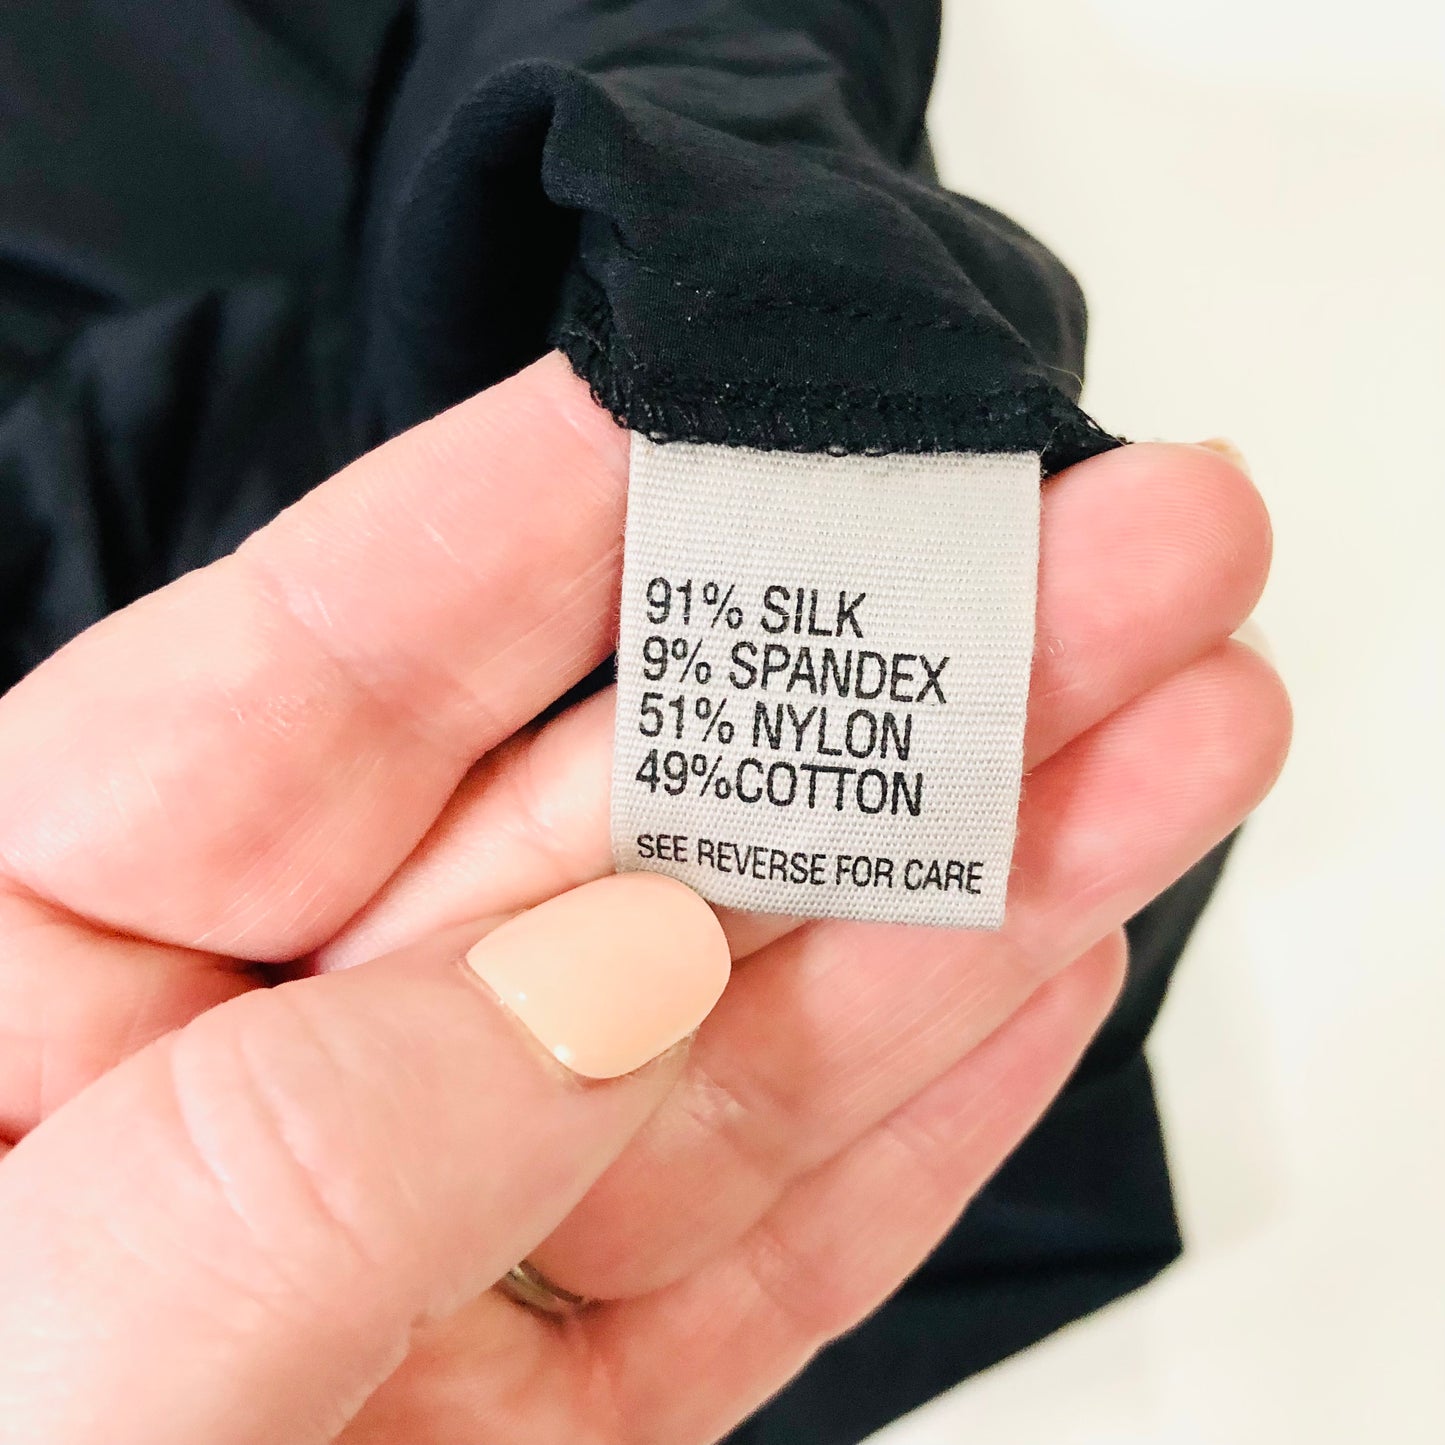 91% SILK
9% SPANDEX
51% NYLON
49%COTTON
SEE REVERSE FOR CARE